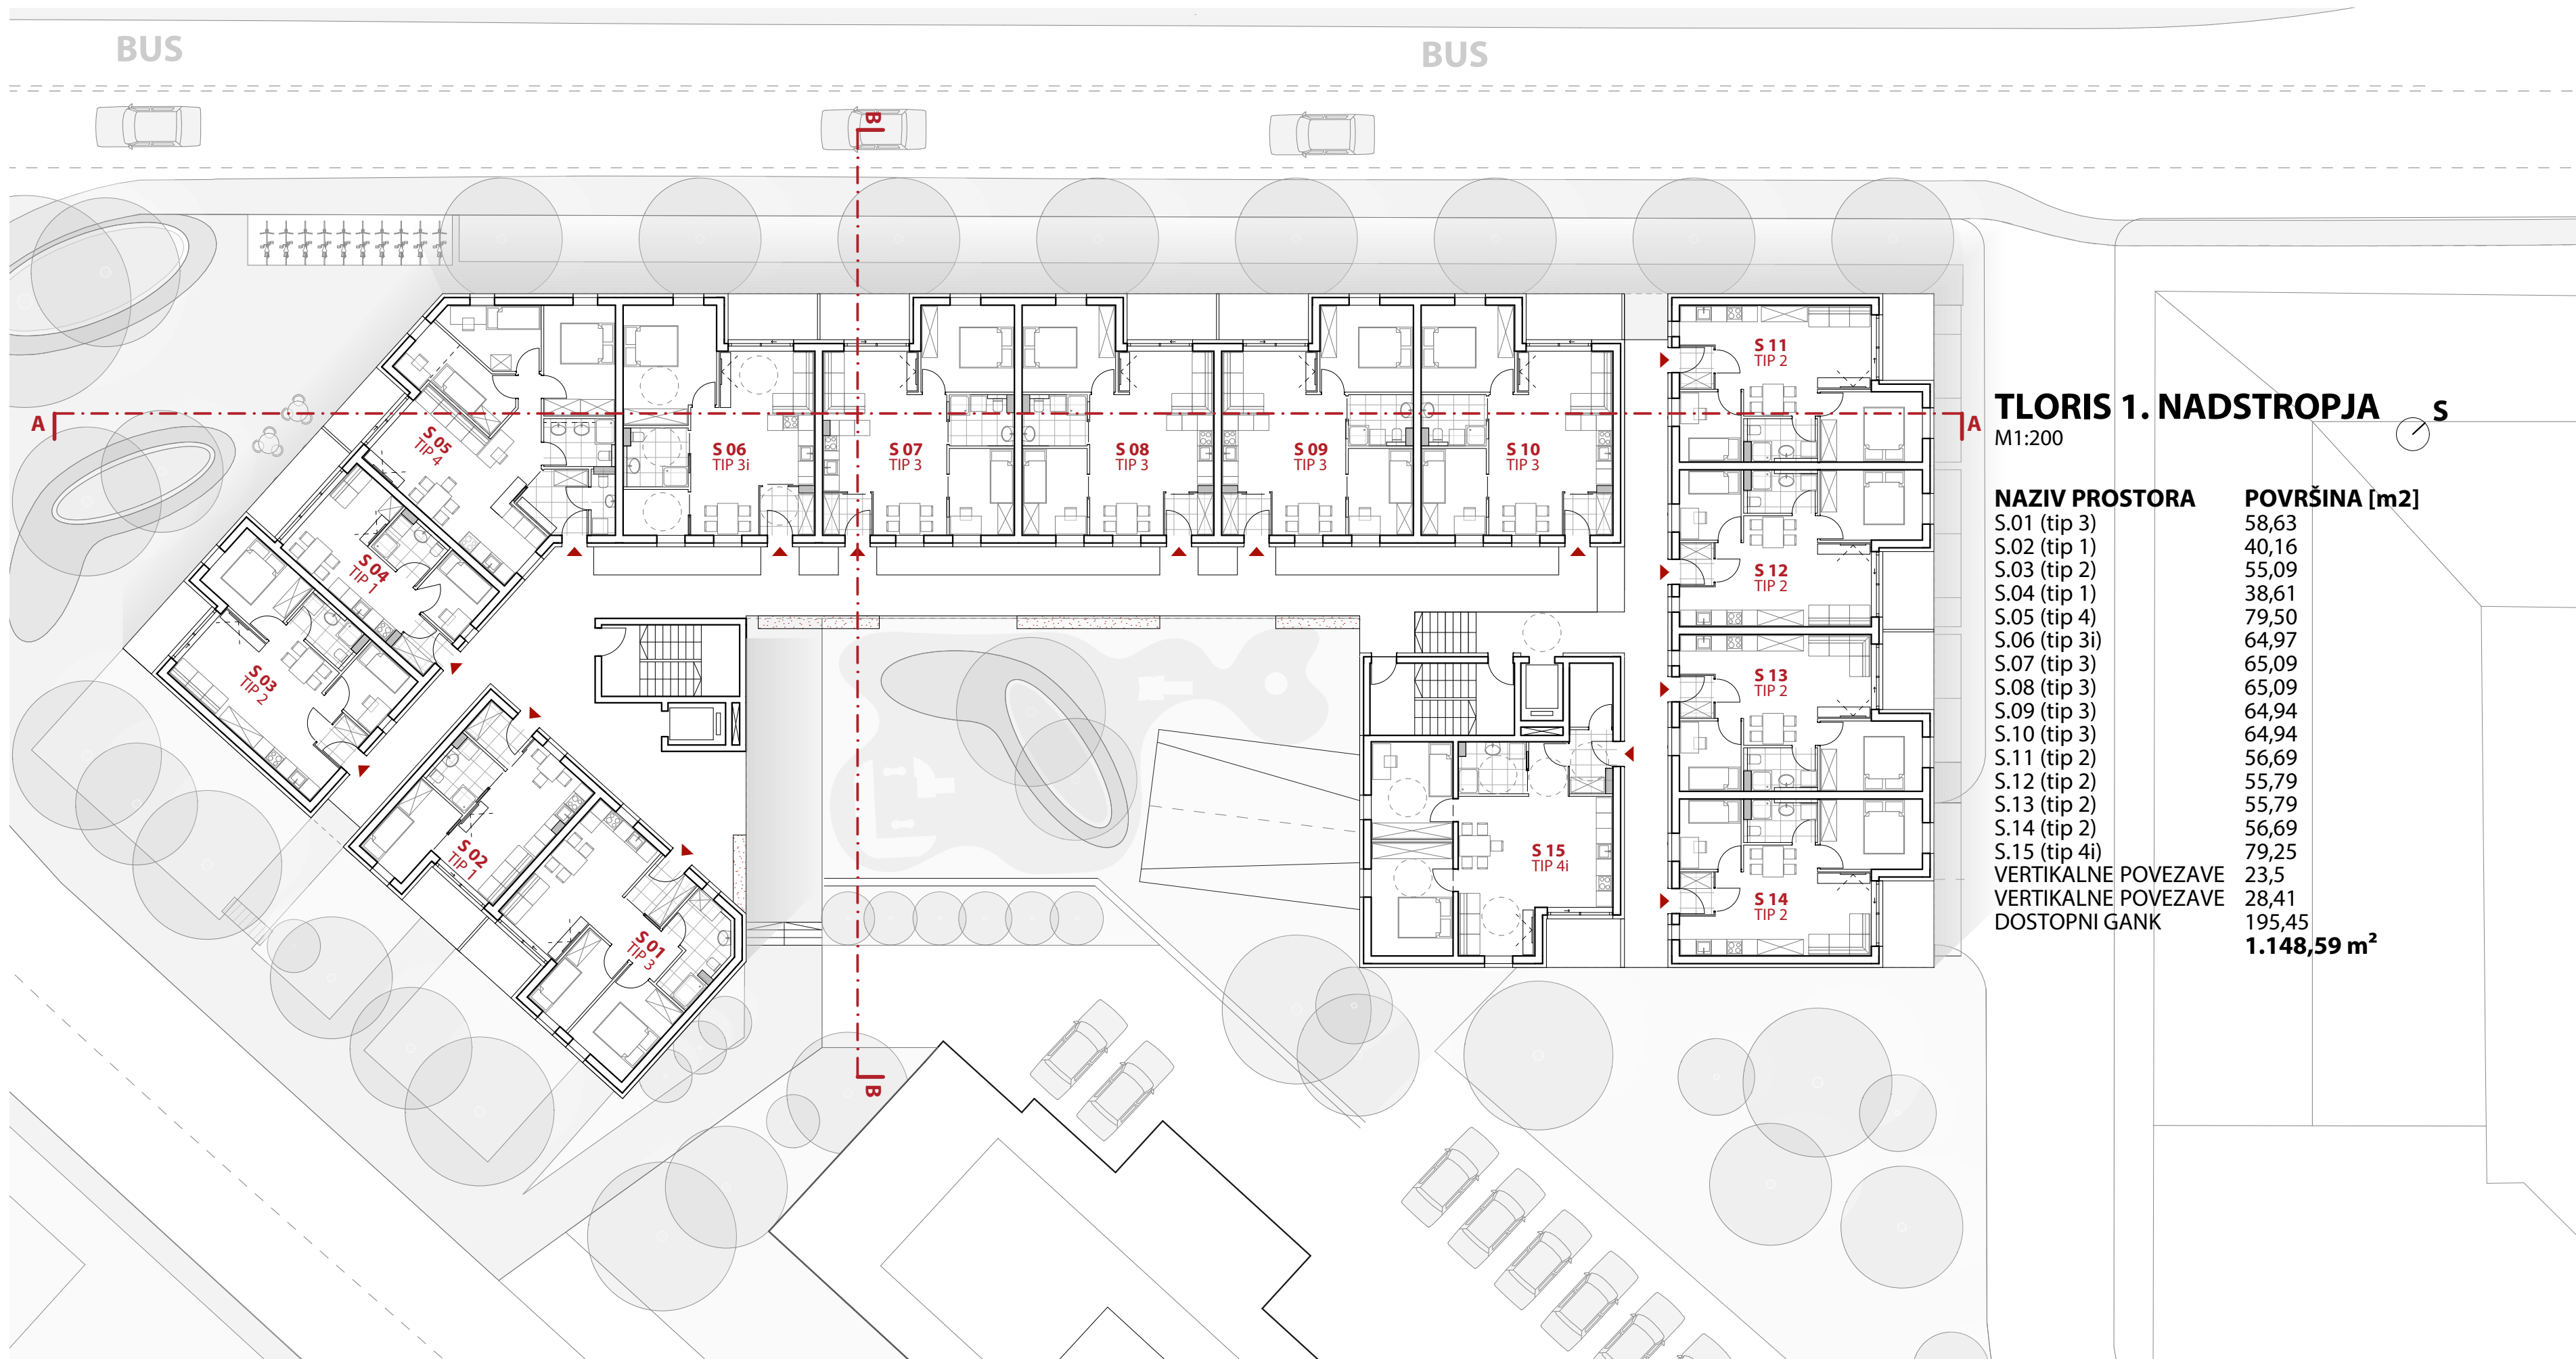 BUS
BUS
B
A
A
S 05
TIP 4
S 06
TIP 3i
S 07
TIP 3
S 08
TIP 3
S 09
TIP 3
S 10
TIP 3
S 11
TIP 2
S 04
TIP 1
S 12
TIP 2
S 03
TIP 2
S 13
TIP 2
S 02
TIP 1
S 15
TIP 4i
S 14
TIP 2
S 01
TIP 3
B
TLORIS 1. NADSTROPJA
S
M1:200
NAZIV PROSTORA POVRŠINA [m2]
S.01 (tip 3) 58,63
S.02 (tip 1) 40,16
S.03 (tip 2) 55,09
S.04 (tip 1) 38,61
S.05 (tip 4) 79,50
S.06 (tip 3i) 64,97
S.07 (tip 3) 65,09
S.08 (tip 3) 65,09
S.09 (tip 3) 64,94
S.10 (tip 3) 64,94
S.11 (tip 2) 56,69
S.12 (tip 2) 55,79
S.13 (tip 2) 55,79
S.14 (tip 2) 56,69
S.15 (tip 4i) 79,25
VERTIKALNE POVEZAVE 23,5
VERTIKALNE POVEZAVE 28,41
DOSTOPNI GANK 195,45
1.148,59 m²